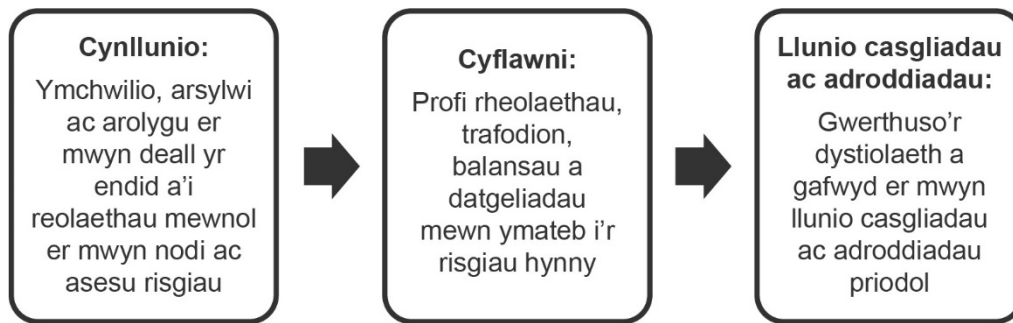 Cynllunio:
Ymchwilio, arsylwi
ac arolygu er
mwyn deall yr
endid a'i
reolaethau mewnol
er mwyn nodi ac
asesu risgiau
Cyflawni:
Profi rheolaethau,
trafodion,
balansau a
datgeliadau
mewn ymateb i'r
risgiau hynny
Llunio casgliadau
ac adroddiadau:
Gwerthuso'r
dystiolaeth a
gafwyd er mwyn
llunio casgliadau
ac adroddiadau
priodol